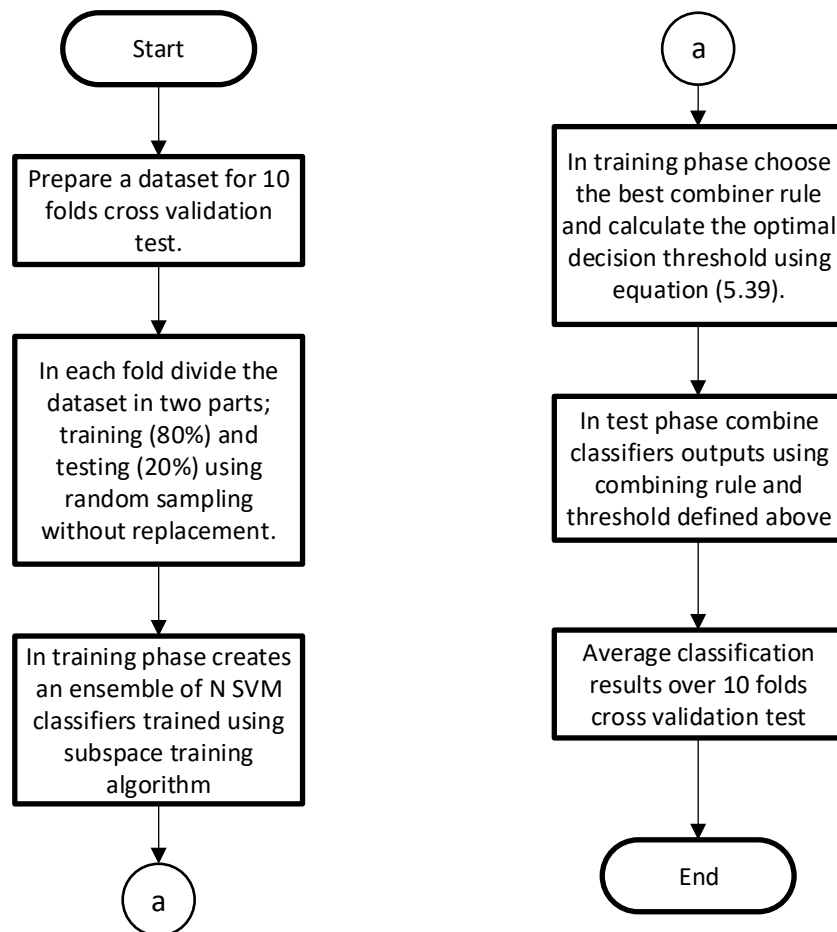 Start
Prepare a dataset for 10
folds cross validation
test.
In each fold divide the
dataset in two parts;
training (80%) and
testing (20%) using
random sampling
without replacement.
In training phase creates
an ensemble of N SVM
classifiers trained using
subspace training
algorithm
a
a
In training phase choose
the best combiner rule
and calculate the optimal
decision threshold using
equation (5.39).
In test phase combine
classifiers outputs using
combining rule and
threshold defined above
Average classification
results over 10 folds
cross validation test
End